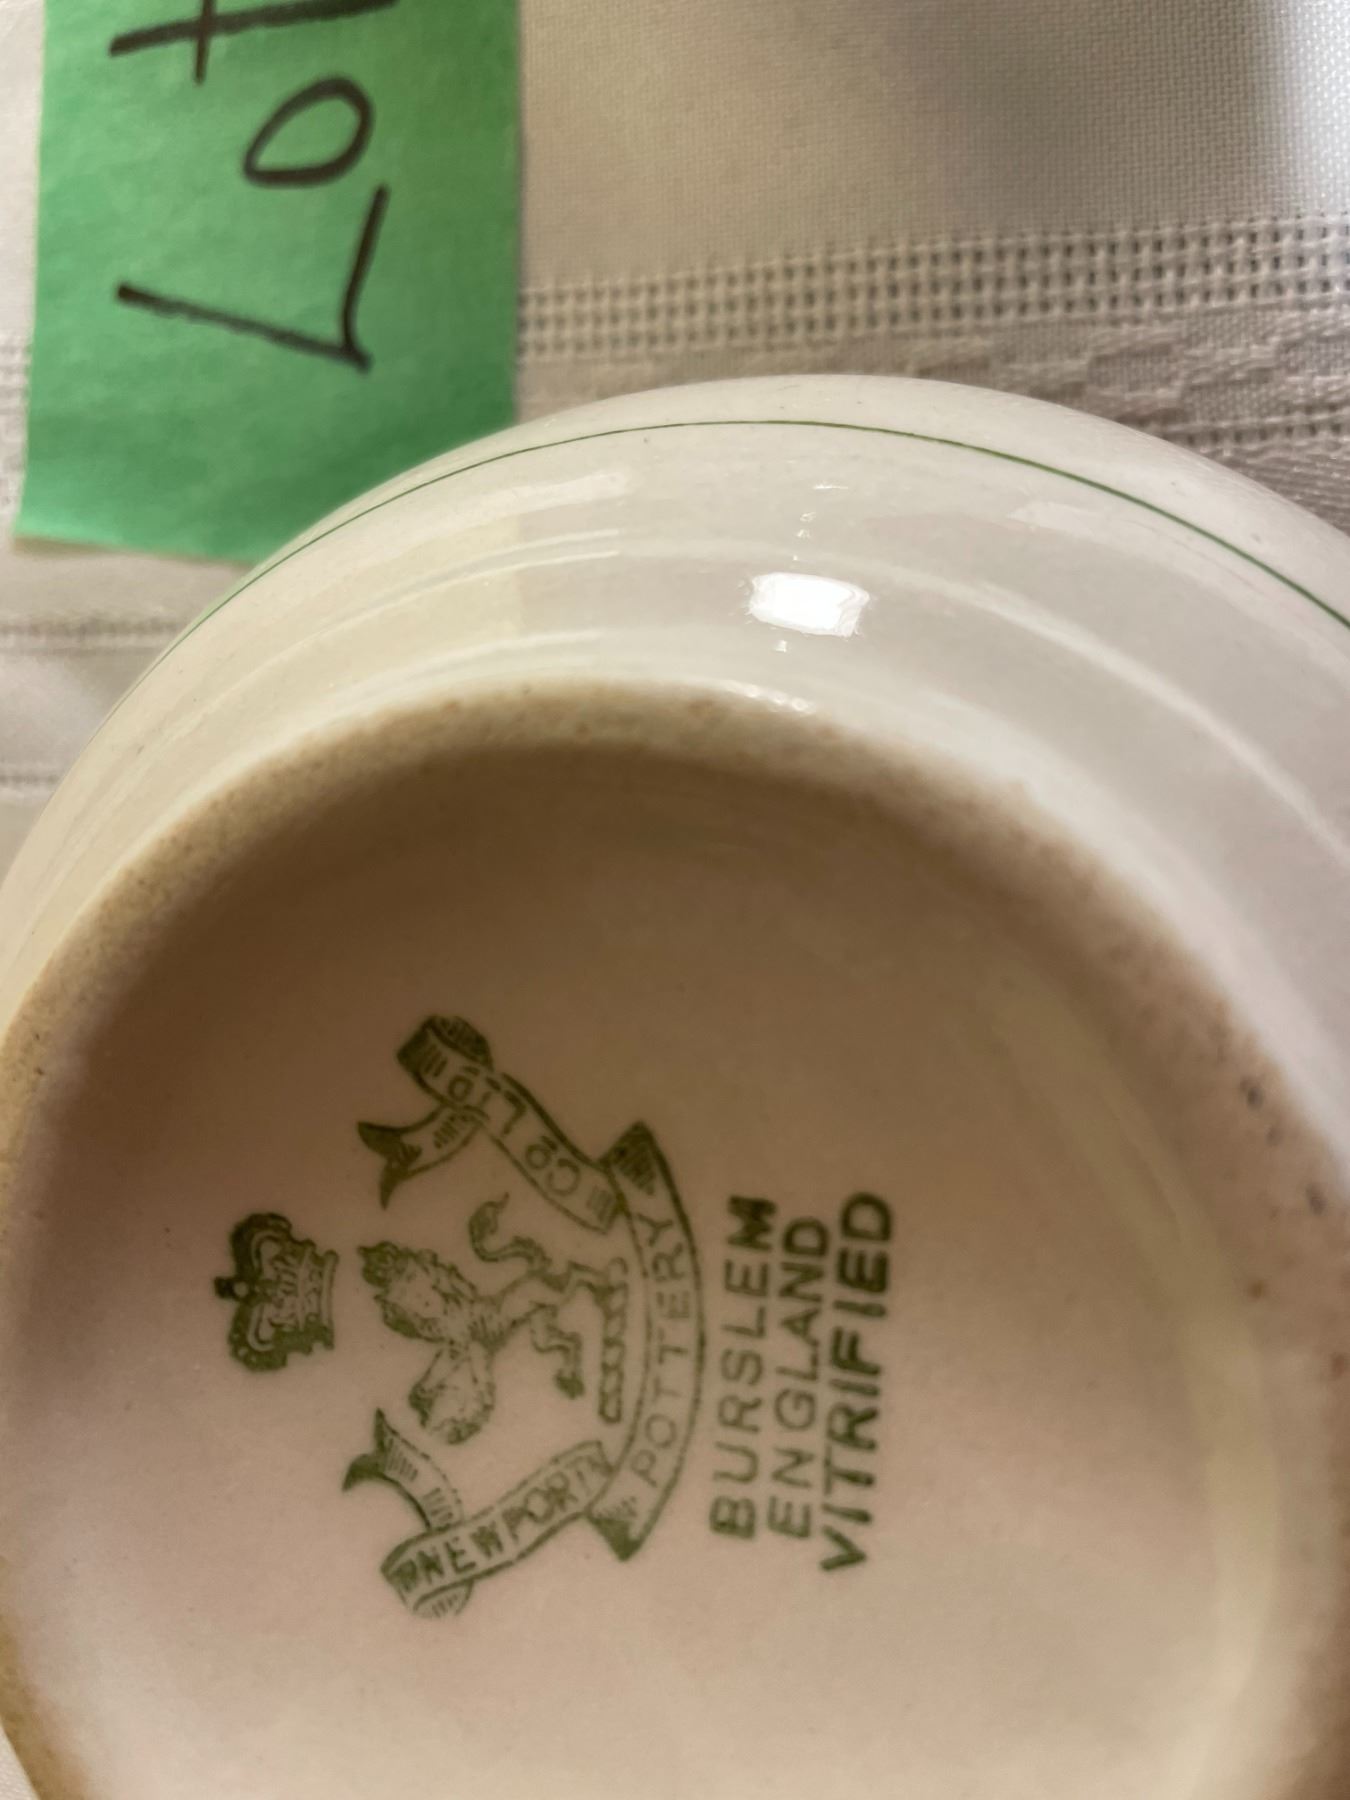 Lot
NEWPORT
POTTERY
Co LTD
BURSLEM
ENGLAND
VITRIFIED